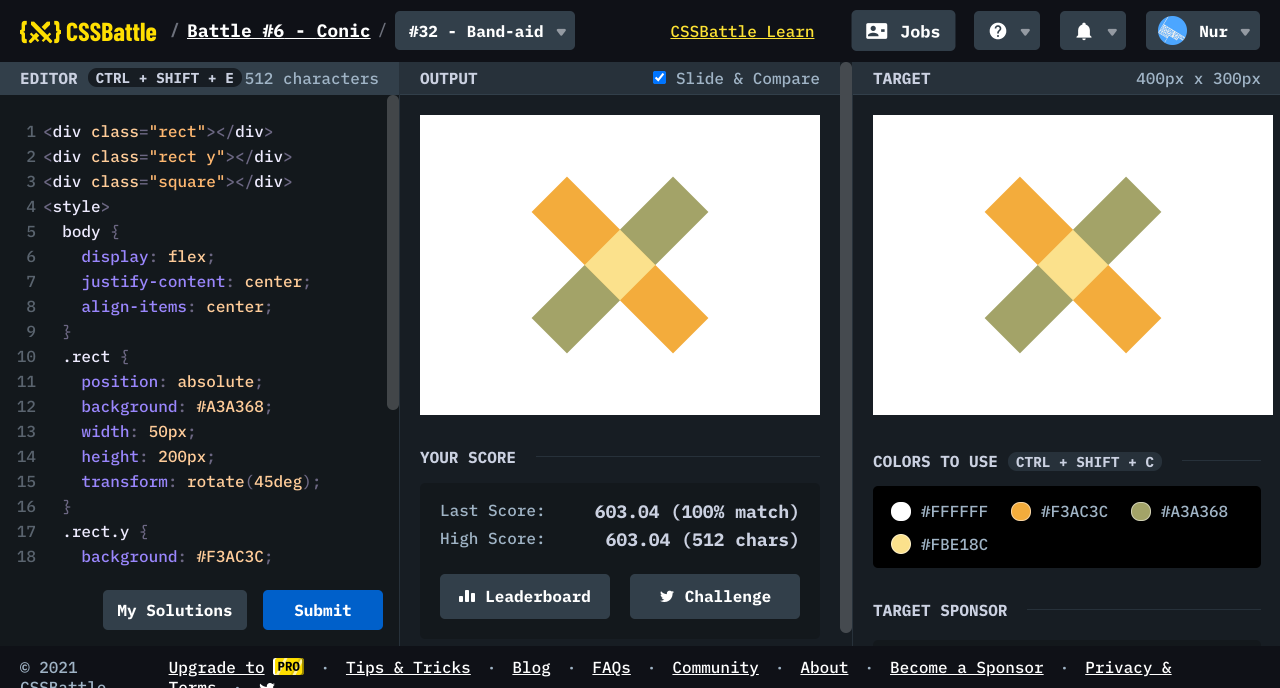 CSSBattle / Battle #6 - Conic / #32 - Band-aid CSSBattle Learn Jobs Nur
EDITOR CTRL + SHIFT + E 512 characters
1 <div class="rect"></div>
2 <div class="rect y"></div>
3 <div class="square"></div>
4 <style>
5 body {
6 display: flex;
7 justify-content: center;
8 align-items: center;
9 }
10 .rect {
11 position: absolute;
12 background: #A3A368;
13 width: 50px;
14 height: 200px;
15 transform: rotate(45deg);
16 }
17 .rect.y {
18 background: #F3AC3C;
My Solutions Submit
OUTPUT Slide & Compare
YOUR SCORE
Last Score: 603.04 (100% match)
High Score: 603.04 (512 chars)
Leaderboard Challenge
TARGET 400px x 300px
COLORS TO USE CTRL + SHIFT + C
#FFFFFF #F3AC3C #A3A368
#FBE18C
TARGET SPONSOR
© 2021 Upgrade to PRO · Tips & Tricks · Blog · FAQs · Community · About · Become a Sponsor · Privacy &
CSSBattle Terms ·